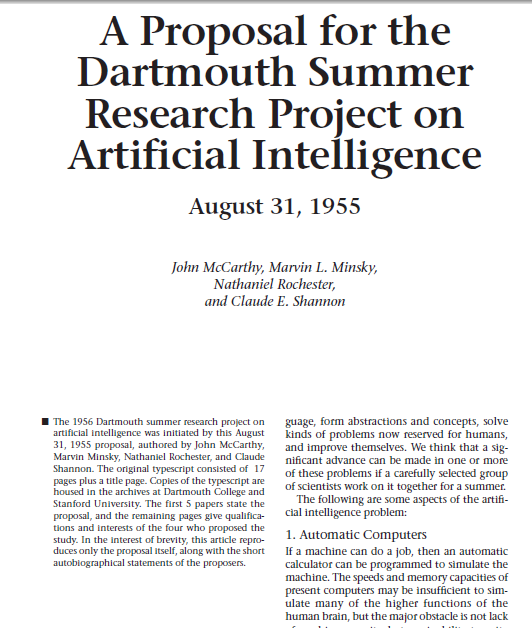 A Proposal for the
Dartmouth Summer
Research Project on
Artificial Intelligence
August 31, 1955
John McCarthy, Marvin L. Minsky,
Nathaniel Rochester,
and Claude E. Shannon
■ The 1956 Dartmouth summer research project on
artificial intelligence was initiated by this August
31, 1955 proposal, authored by John McCarthy,
Marvin Minsky, Nathaniel Rochester, and Claude
Shannon. The original typescript consisted of 17
pages plus a title page. Copies of the typescript are
housed in the archives at Dartmouth College and
Stanford University. The first 5 papers state the
proposal, and the remaining pages give qualifica-
tions and interests of the four who proposed the
study. In the interest of brevity, this article repro-
duces only the proposal itself, along with the short
autobiographical statements of the proposers.
guage, form abstractions and concepts, solve
kinds of problems now reserved for humans,
and improve themselves. We think that a sig-
nificant advance can be made in one or more
of these problems if a carefully selected group
of scientists work on it together for a summer.
The following are some aspects of the artifi-
cial intelligence problem:
1. Automatic Computers
If a machine can do a job, then an automatic
calculator can be programmed to simulate the
machine. The speeds and memory capacities of
present computers may be insufficient to sim-
ulate many of the higher functions of the
human brain, but the major obstacle is not lack